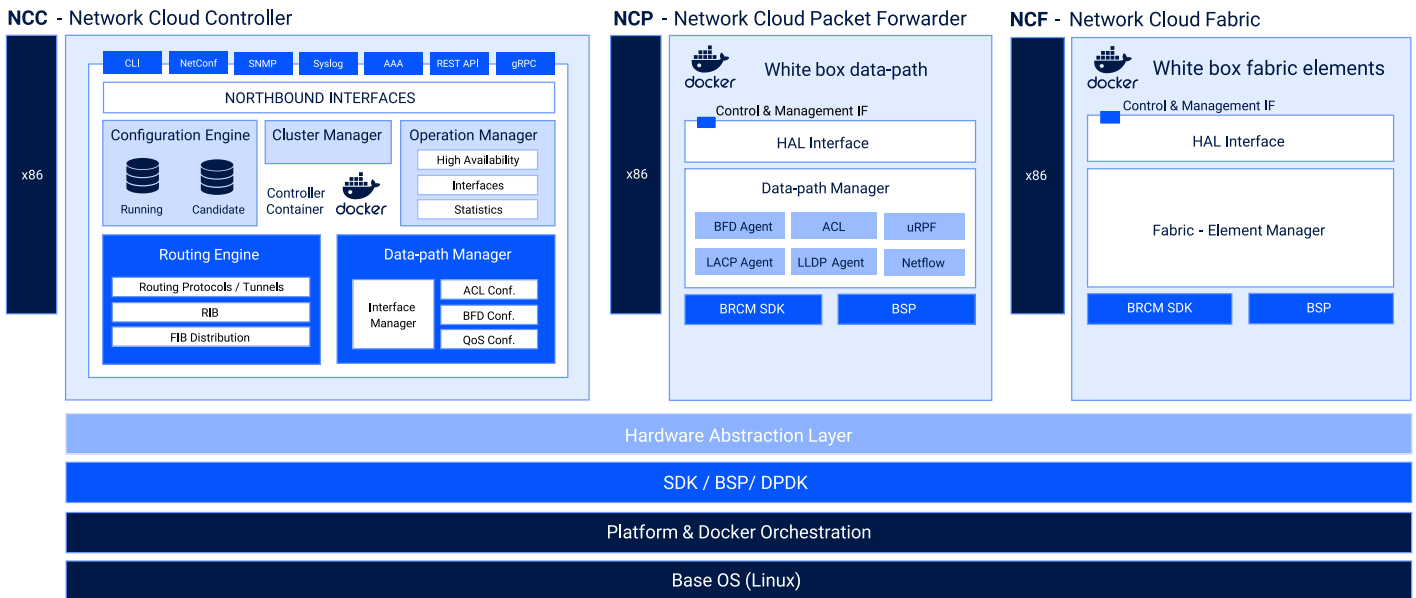 NCC - Network Cloud Controller
x86
CLI
NetConf
SNMP
Syslog
AAA
REST API
gRPC
NORTHBOUND INTERFACES
Configuration Engine
Running
Candidate
Cluster Manager
Controller
Container
docker
Operation Manager
High Availability
Interfaces
Statistics
Routing Engine
Routing Protocols / Tunnels
RIB
FIB Distribution
Data-path Manager
Interface
Manager
ACL Conf.
BFD Conf.
QoS Conf.
NCP - Network Cloud Packet Forwarder
x86
docker
White box data-path
Control & Management IF
HAL Interface
Data-path Manager
BFD Agent
ACL
uRPF
LACP Agent
LLDP Agent
Netflow
BRCM SDK
BSP
NCF - Network Cloud Fabric
x86
docker
White box fabric elements
Control & Management IF
HAL Interface
Fabric - Element Manager
BRCM SDK
BSP
Hardware Abstraction Layer
SDK / BSP/ DPDK
Platform & Docker Orchestration
Base OS (Linux)